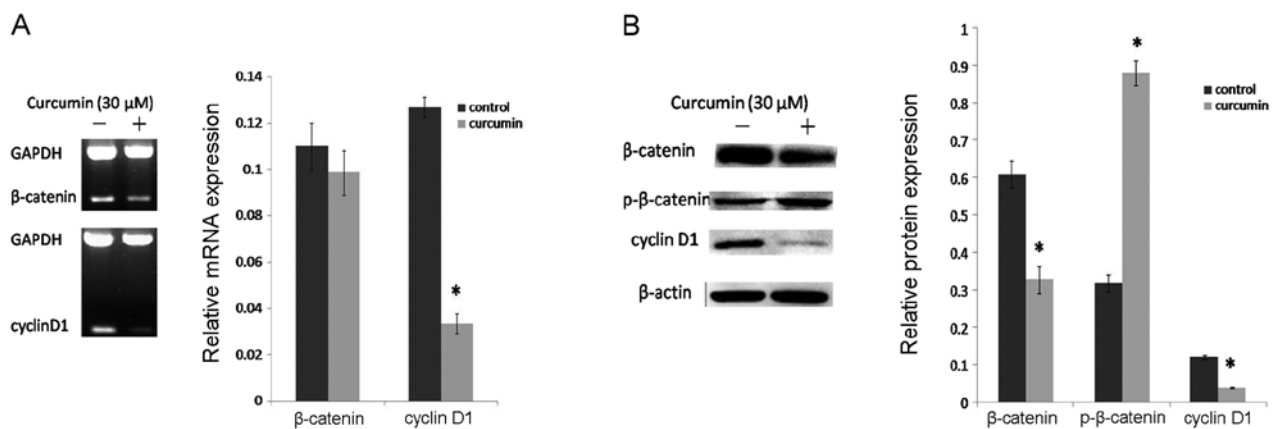 A
Curcumin (30 μM)
− +
GAPDH
β-catenin
GAPDH
cyclinD1
Relative mRNA expression
0.14
0.12
0.1
0.08
0.06
0.04
0.02
0
*
control
curcumin
β-catenin cyclin D1
B
Curcumin (30 μM)
− +
β-catenin
p-β-catenin
cyclin D1
β-actin
Relative protein expression
1
0.9
0.8
0.7
0.6
0.5
0.4
0.3
0.2
0.1
0
*
*
*
control
curcumin
β-catenin p-β-catenin cyclin D1